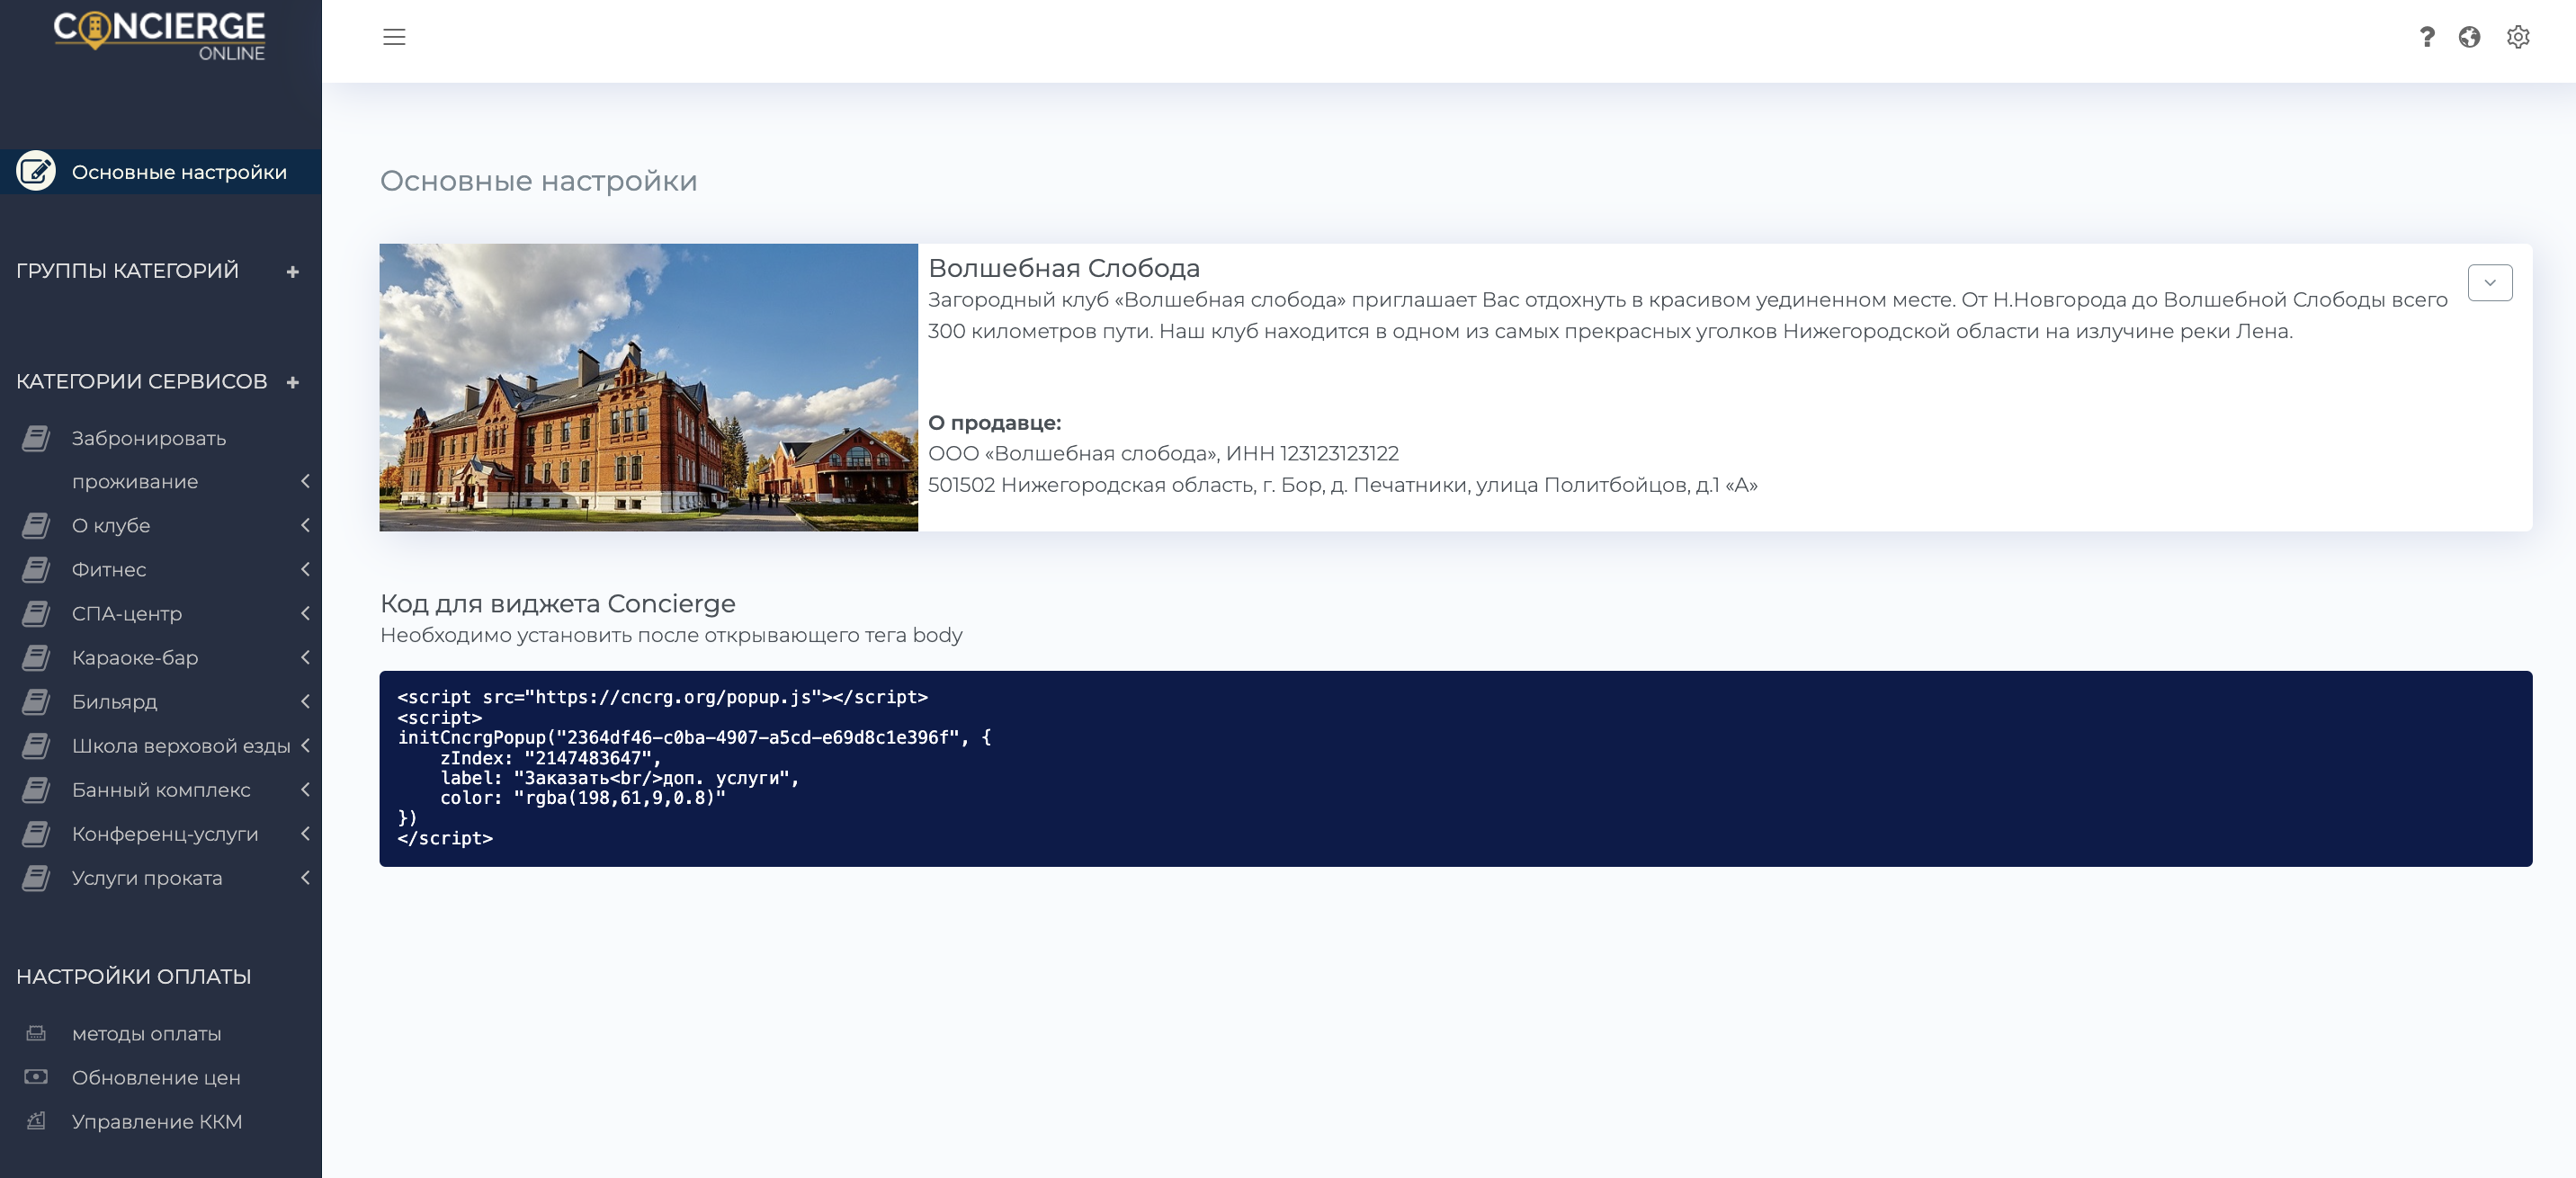 CONCIERGE
ONLINE
?
Основные настройки
ГРУППЫ КАТЕГОРИЙ +
КАТЕГОРИИ СЕРВИСОВ +
Забронировать
проживание
О клубе
Фитнес
СПА-центр
Караоке-бар
Бильярд
Школа верховой езды
Банный комплекс
Конференц-услуги
Услуги проката
НАСТРОЙКИ ОПЛАТЫ
методы оплаты
Обновление цен
Управление ККМ
Основные настройки
Волшебная Слобода
Загородный клуб «Волшебная слобода» приглашает Вас отдохнуть в красивом уединенном месте. От Н.Новгорода до Волшебной Слободы всего
300 километров пути. Наш клуб находится в одном из самых прекрасных уголков Нижегородской области на излучине реки Лена.
О продавце:
ООО «Волшебная слобода», ИНН 123123123122
501502 Нижегородская область, г. Бор, д. Печатники, улица Политбойцов, д.1 «А»
Код для виджета Concierge
Необходимо установить после открывающего тега body
<script src="https://cncrg.org/popup.js"></script>
<script>
initCncrgPopup("2364df46-c0ba-4907-a5cd-e69d8c1e396f", {
    zIndex: "2147483647",
    label: "Заказать<br/>доп. услуги",
    color: "rgba(198,61,9,0.8)"
})
</script>